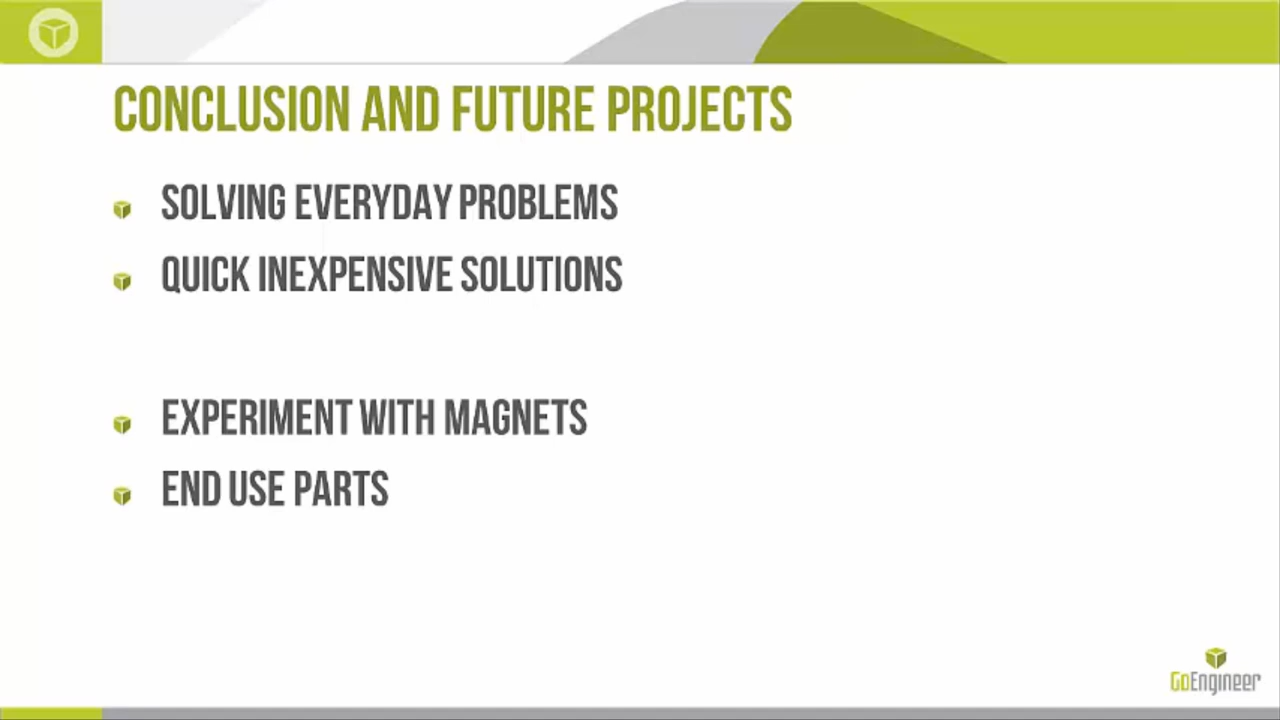 CONCLUSION AND FUTURE PROJECTS
SOLVING EVERYDAY PROBLEMS
QUICK INEXPENSIVE SOLUTIONS
EXPERIMENT WITH MAGNETS
END USE PARTS
GoEngineer